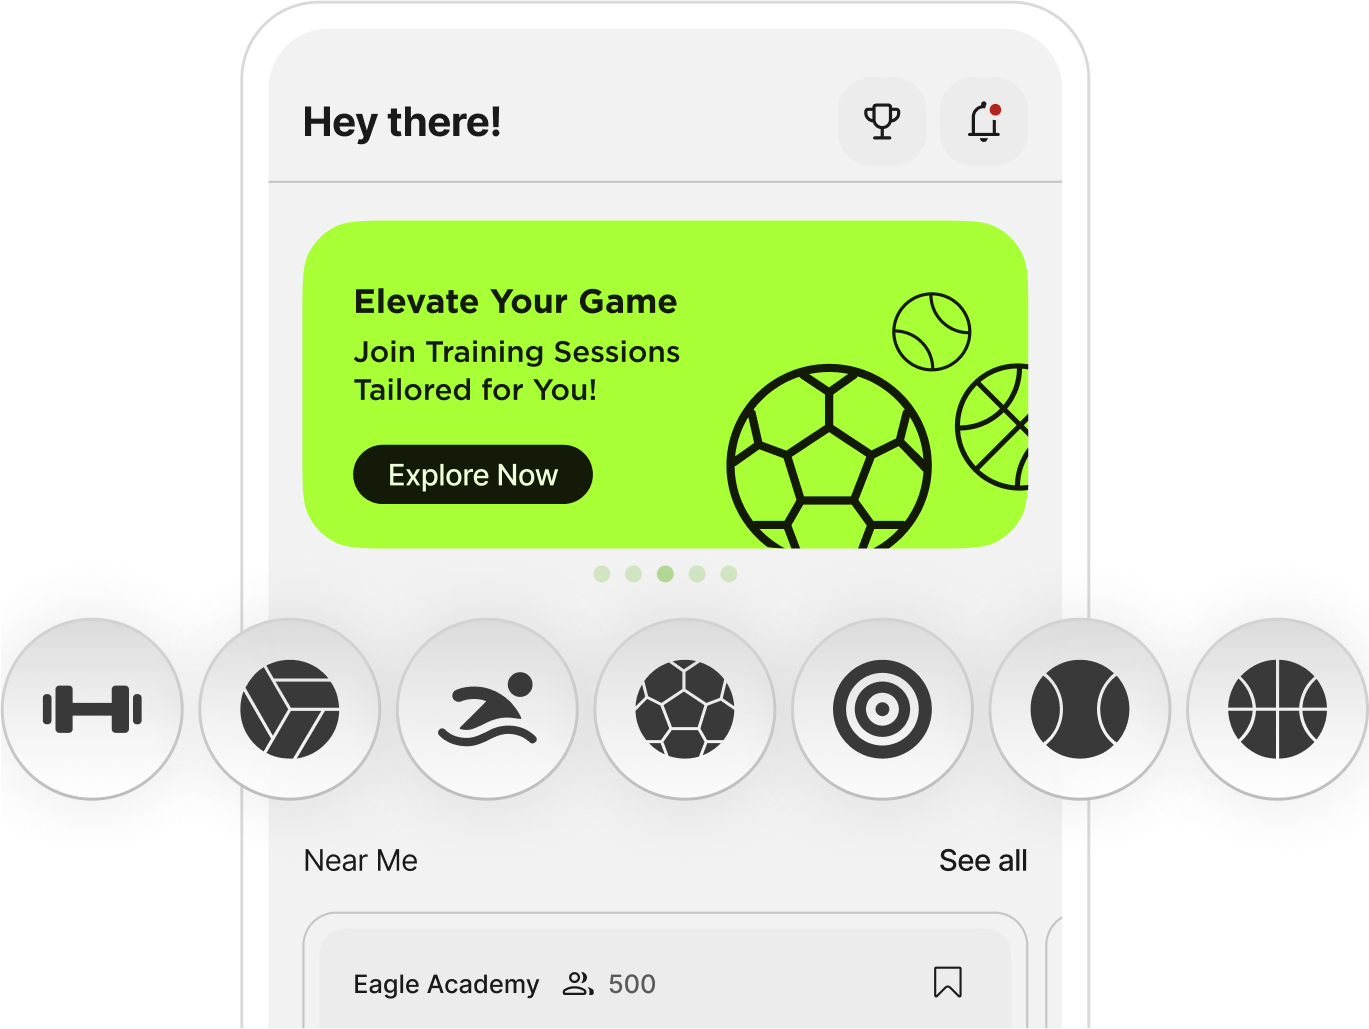 Hey there!
Elevate Your Game
Join Training Sessions
Tailored for You!
Explore Now
Near Me
See all
Eagle Academy
500